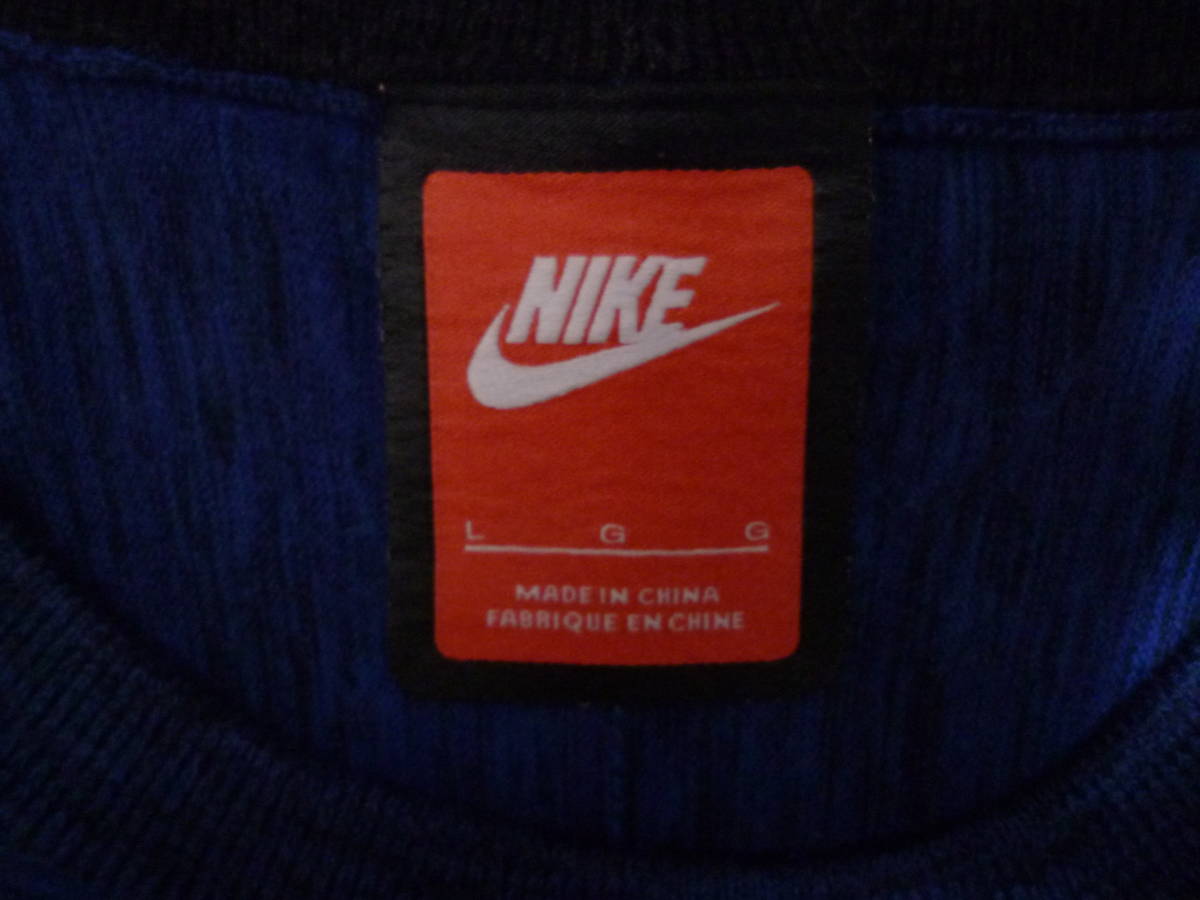 NIKE
L G G
MADE IN CHINA
FABRIQUE EN CHINE